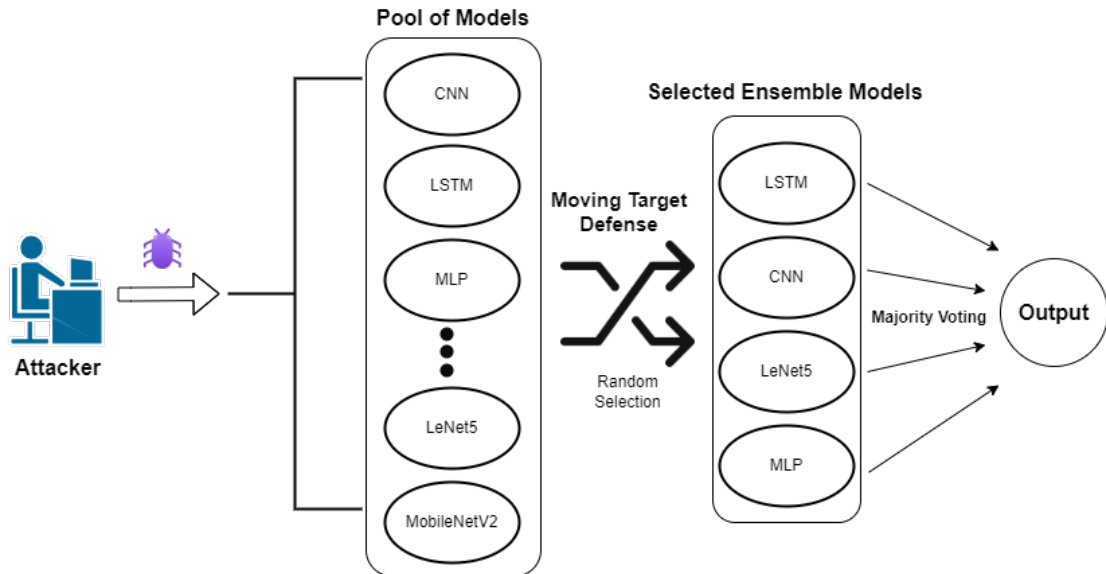 Pool of Models
CNN
LSTM
MLP
LeNet5
MobileNetV2
Attacker
Moving Target
Defense
Random
Selection
Selected Ensemble Models
LSTM
CNN
LeNet5
MLP
Majority Voting
Output